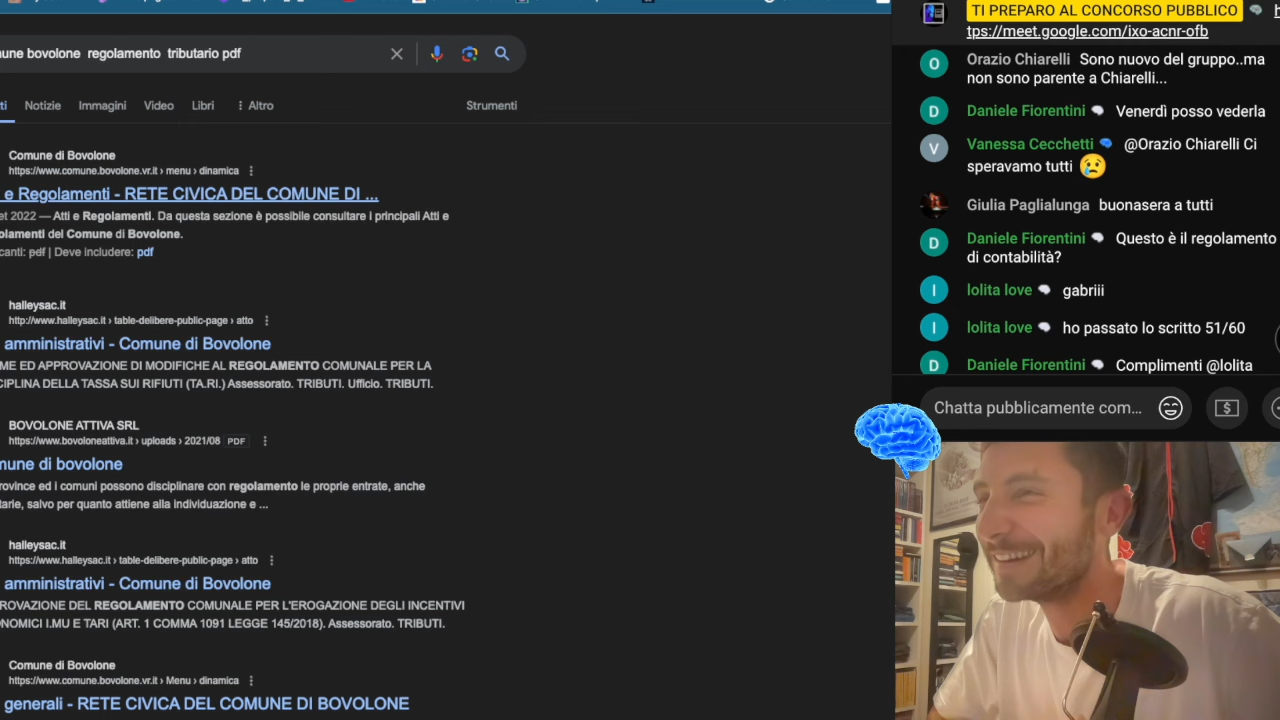 une bovolone regolamento tributario pdf
Notizie
Immagini
Video
Libri
Altro
Strumenti
Comune di Bovolone
https://www.comune.bovolone.vr.it › menu › dinamica
e Regolamenti - RETE CIVICA DEL COMUNE DI ...
et 2022 — Atti e Regolamenti. Da questa sezione è possibile consultare i principali Atti e
olamenti del Comune di Bovolone.
canti: pdf | Deve includere: pdf
halleysac.it
http://www.halleysac.it › table-delibere-public-page › atto
amministrativi - Comune di Bovolone
ME ED APPROVAZIONE DI MODIFICHE AL REGOLAMENTO COMUNALE PER LA
CIPLINA DELLA TASSA SUI RIFIUTI (TA.RI.) Assessorato. TRIBUTI. Ufficio. TRIBUTI.
BOVOLONE ATTIVA SRL
https://www.bovoloneattiva.it › uploads › 2021/08 PDF
mune di bovolone
rovince ed i comuni possono disciplinare con regolamento le proprie entrate, anche
tarie, salvo per quanto attiene alla individuazione e ...
halleysac.it
https://www.halleysac.it › table-delibere-public-page › atto
amministrativi - Comune di Bovolone
ROVAZIONE DEL REGOLAMENTO COMUNALE PER L'EROGAZIONE DEGLI INCENTIVI
NOMICI I.MU E TARI (ART. 1 COMMA 1091 LEGGE 145/2018). Assessorato. TRIBUTI.
Comune di Bovolone
https://www.comune.bovolone.vr.it › Menu › dinamica
generali - RETE CIVICA DEL COMUNE DI BOVOLONE
TI PREPARO AL CONCORSO PUBBLICO h
tps://meet.google.com/ixo-acnr-ofb
Orazio Chiarelli Sono nuovo del gruppo..ma
non sono parente a Chiarelli...
Daniele Fiorentini Venerdì posso vederla
Vanessa Cecchetti @Orazio Chiarelli Ci
speravamo tutti 😢
Giulia Paglialunga buonasera a tutti
Daniele Fiorentini Questo è il regolamento
di contabilità?
lolita love gabriii
lolita love ho passato lo scritto 51/60
Daniele Fiorentini Complimenti @lolita
Chatta pubblicamente com...